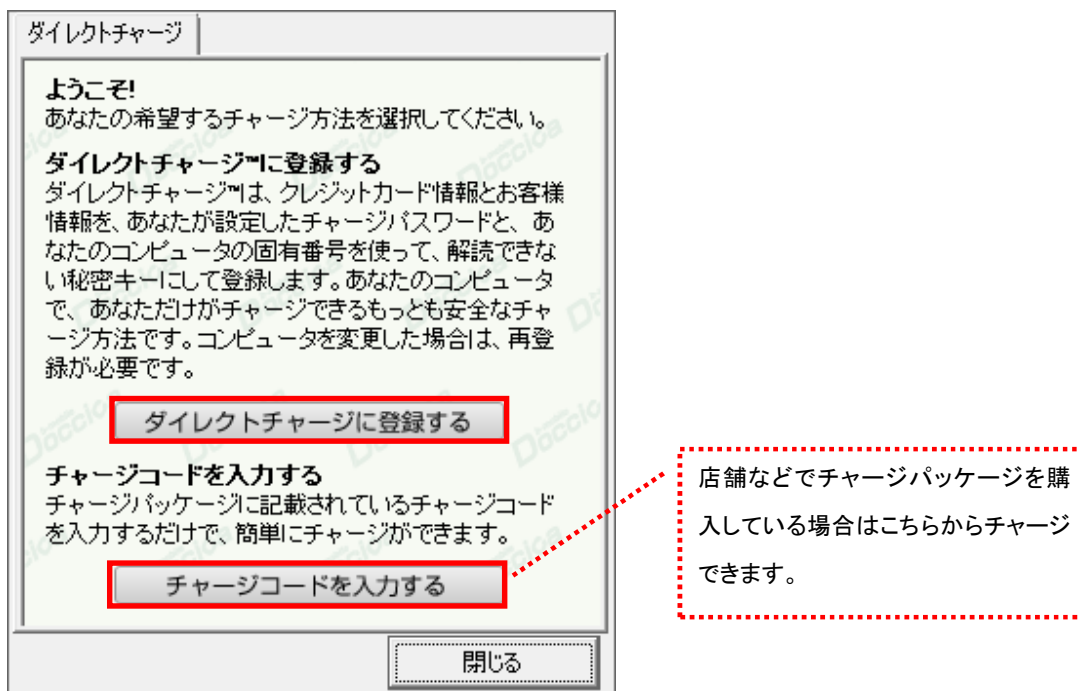 ダイレクトチャージ
ようこそ!
あなたの希望するチャージ方法を選択してください。
ダイレクトチャージ™に登録する
ダイレクトチャージ™は、クレジットカード情報とお客様
情報を、あなたが設定したチャージパスワードと、あ
なたのコンピュータの固有番号を使って、解読できな
い秘密キーにして登録します。あなたのコンピュータ
で、あなただけがチャージできるもっとも安全なチャ
ージ方法です。コンピュータを変更した場合は、再登
録が必要です。
ダイレクトチャージに登録する
チャージコードを入力する
チャージパッケージに記載されているチャージコード
を入力するだけで、簡単にチャージができます。
チャージコードを入力する
閉じる
店舗などでチャージパッケージを購
入している場合はこちらからチャージ
できます。